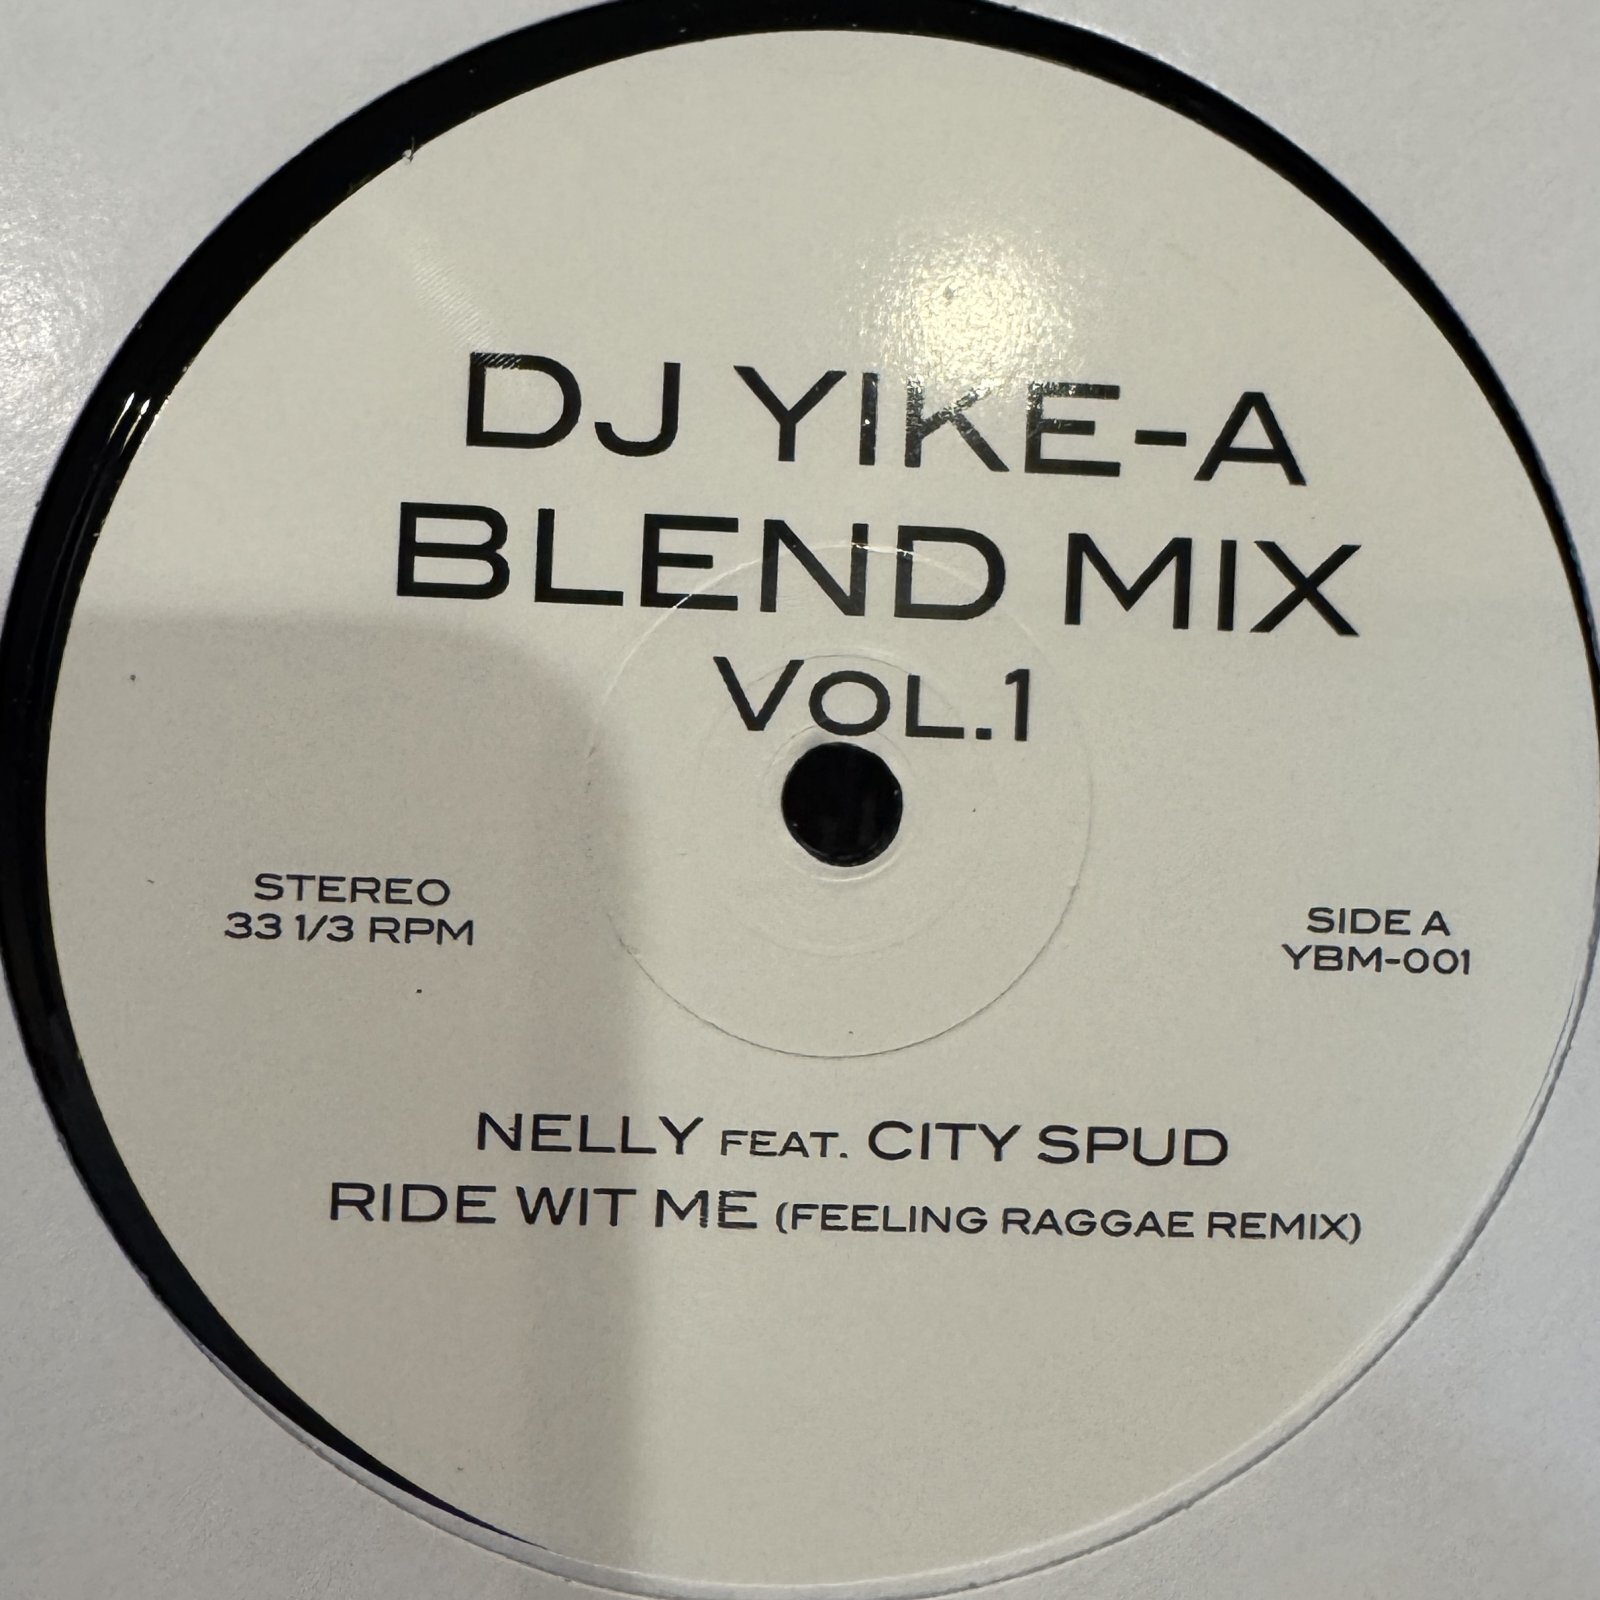 DJ YIKE-A
BLEND MIX
VOL.1
STEREO
33 1/3 RPM
SIDE A
YBM-001
NELLY FEAT. CITY SPUD
RIDE WIT ME (FEELING RAGGAE REMIX)